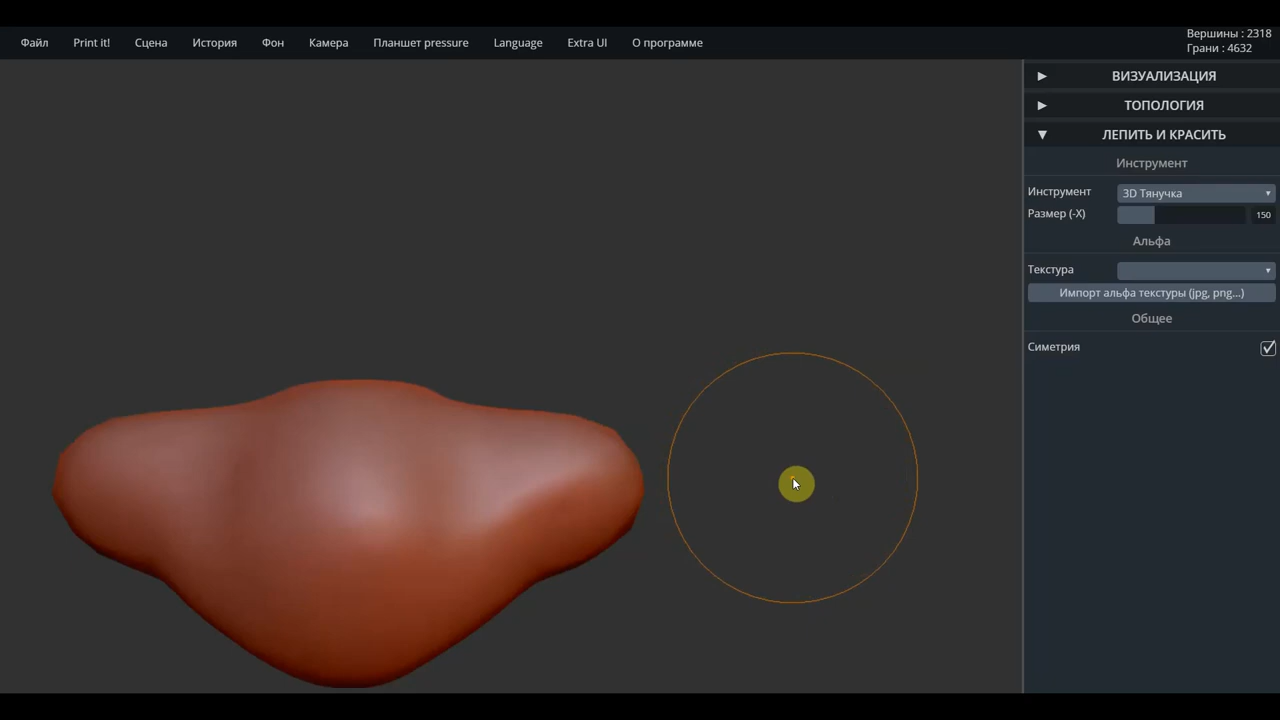 Файл Print it! Сцена История Фон Камера Планшет pressure Language Extra UI О программе
Вершины : 2318
Грани : 4632
ВИЗУАЛИЗАЦИЯ
ТОПОЛОГИЯ
ЛЕПИТЬ И КРАСИТЬ
Инструмент
Инструмент 3D Тянучка
Размер (-X) 150
Альфа
Текстура
Импорт альфа текстуры (jpg, png...)
Общее
Симетрия